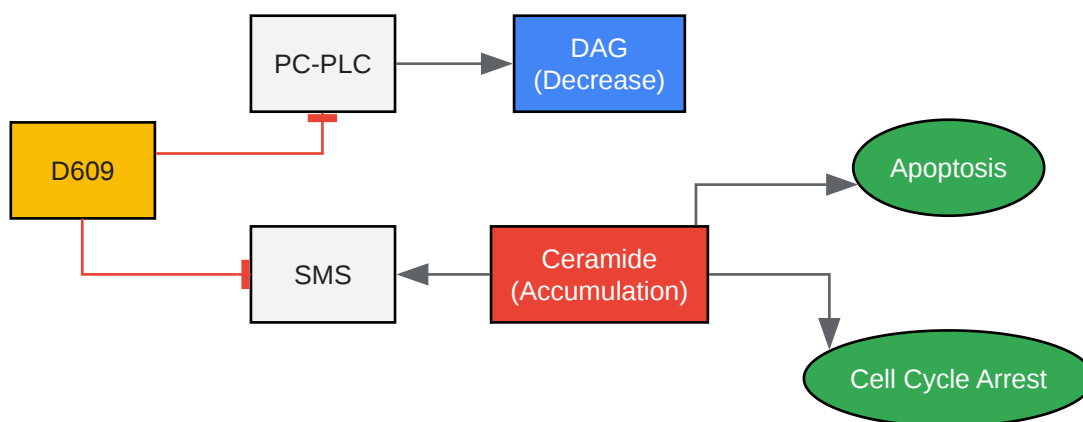 PC-PLC
DAG
(Decrease)
D609
Apoptosis
SMS
Ceramide
(Accumulation)
Cell Cycle Arrest